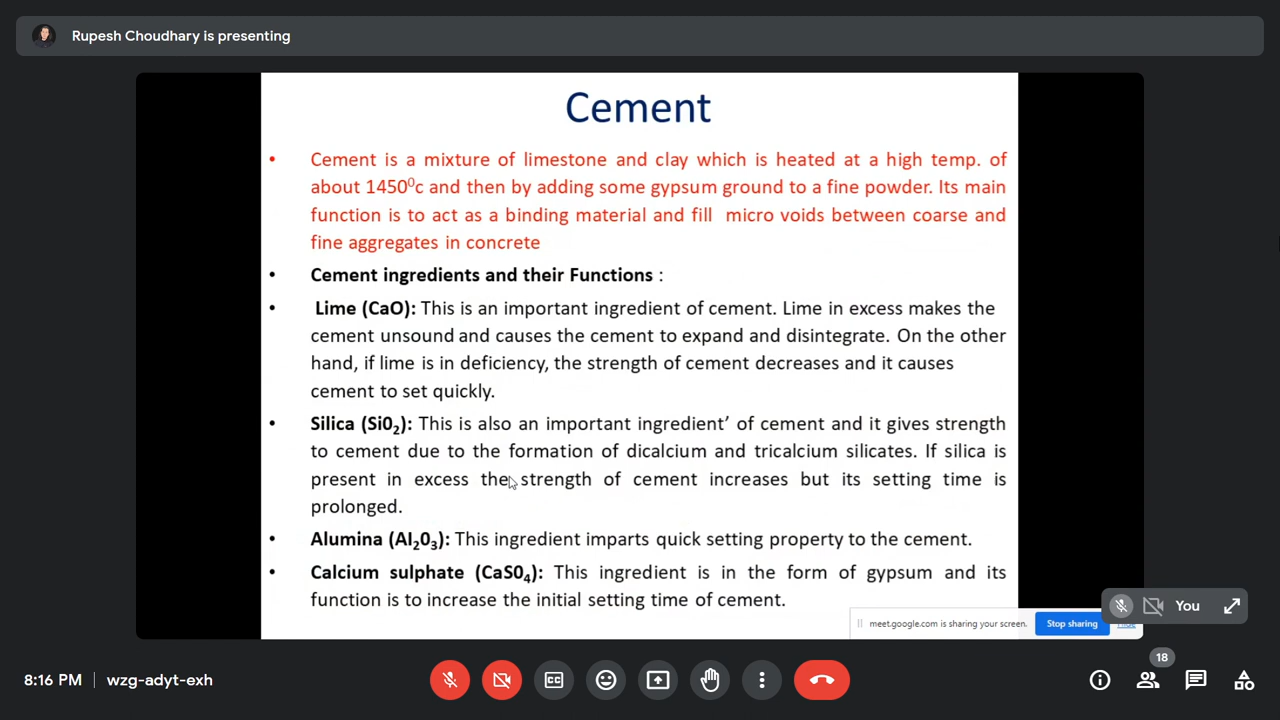 Rupesh Choudhary is presenting
Cement
• Cement is a mixture of limestone and clay which is heated at a high temp. of
about 1450⁰c and then by adding some gypsum ground to a fine powder. Its main
function is to act as a binding material and fill micro voids between coarse and
fine aggregates in concrete
• Cement ingredients and their Functions :
• Lime (CaO): This is an important ingredient of cement. Lime in excess makes the
cement unsound and causes the cement to expand and disintegrate. On the other
hand, if lime is in deficiency, the strength of cement decreases and it causes
cement to set quickly.
• Silica (Si0₂): This is also an important ingredient’ of cement and it gives strength
to cement due to the formation of dicalcium and tricalcium silicates. If silica is
present in excess the strength of cement increases but its setting time is
prolonged.
• Alumina (AI₂0₃): This ingredient imparts quick setting property to the cement.
• Calcium sulphate (CaS0₄): This ingredient is in the form of gypsum and its
function is to increase the initial setting time of cement.
You
meet.google.com is sharing your screen.
Stop sharing
8:16 PM
wzg-adyt-exh
CC
18